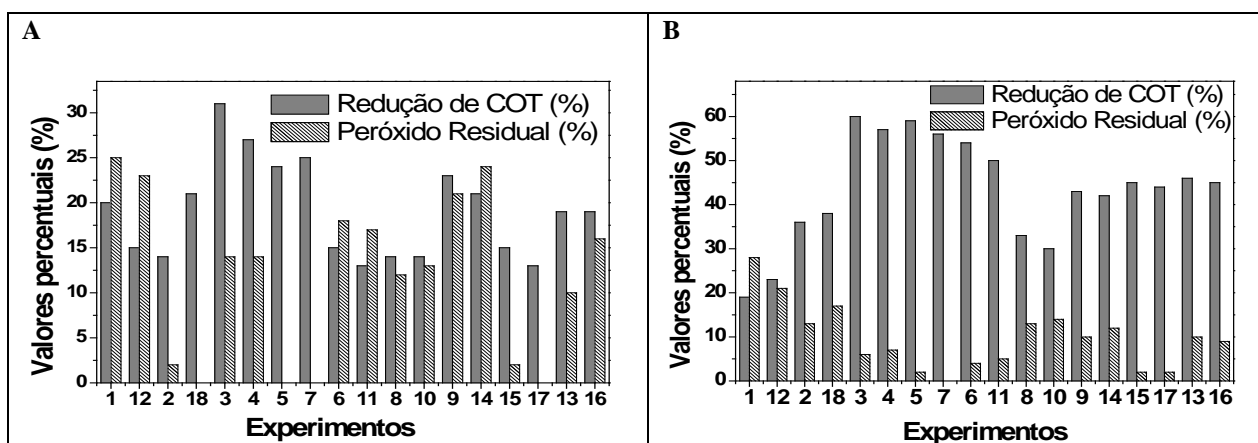 A
Valores percentuais (%)
30
25
20
15
10
5
0
Redução de COT (%)
Peróxido Residual (%)
1 12 2 18 3 4 5 7 6 11 8 10 9 14 15 17 13 16
Experimentos
B
Valores percentuais (%)
60
50
40
30
20
10
0
Redução de COT (%)
Peróxido Residual (%)
1 12 2 18 3 4 5 7 6 11 8 10 9 14 15 17 13 16
Experimentos